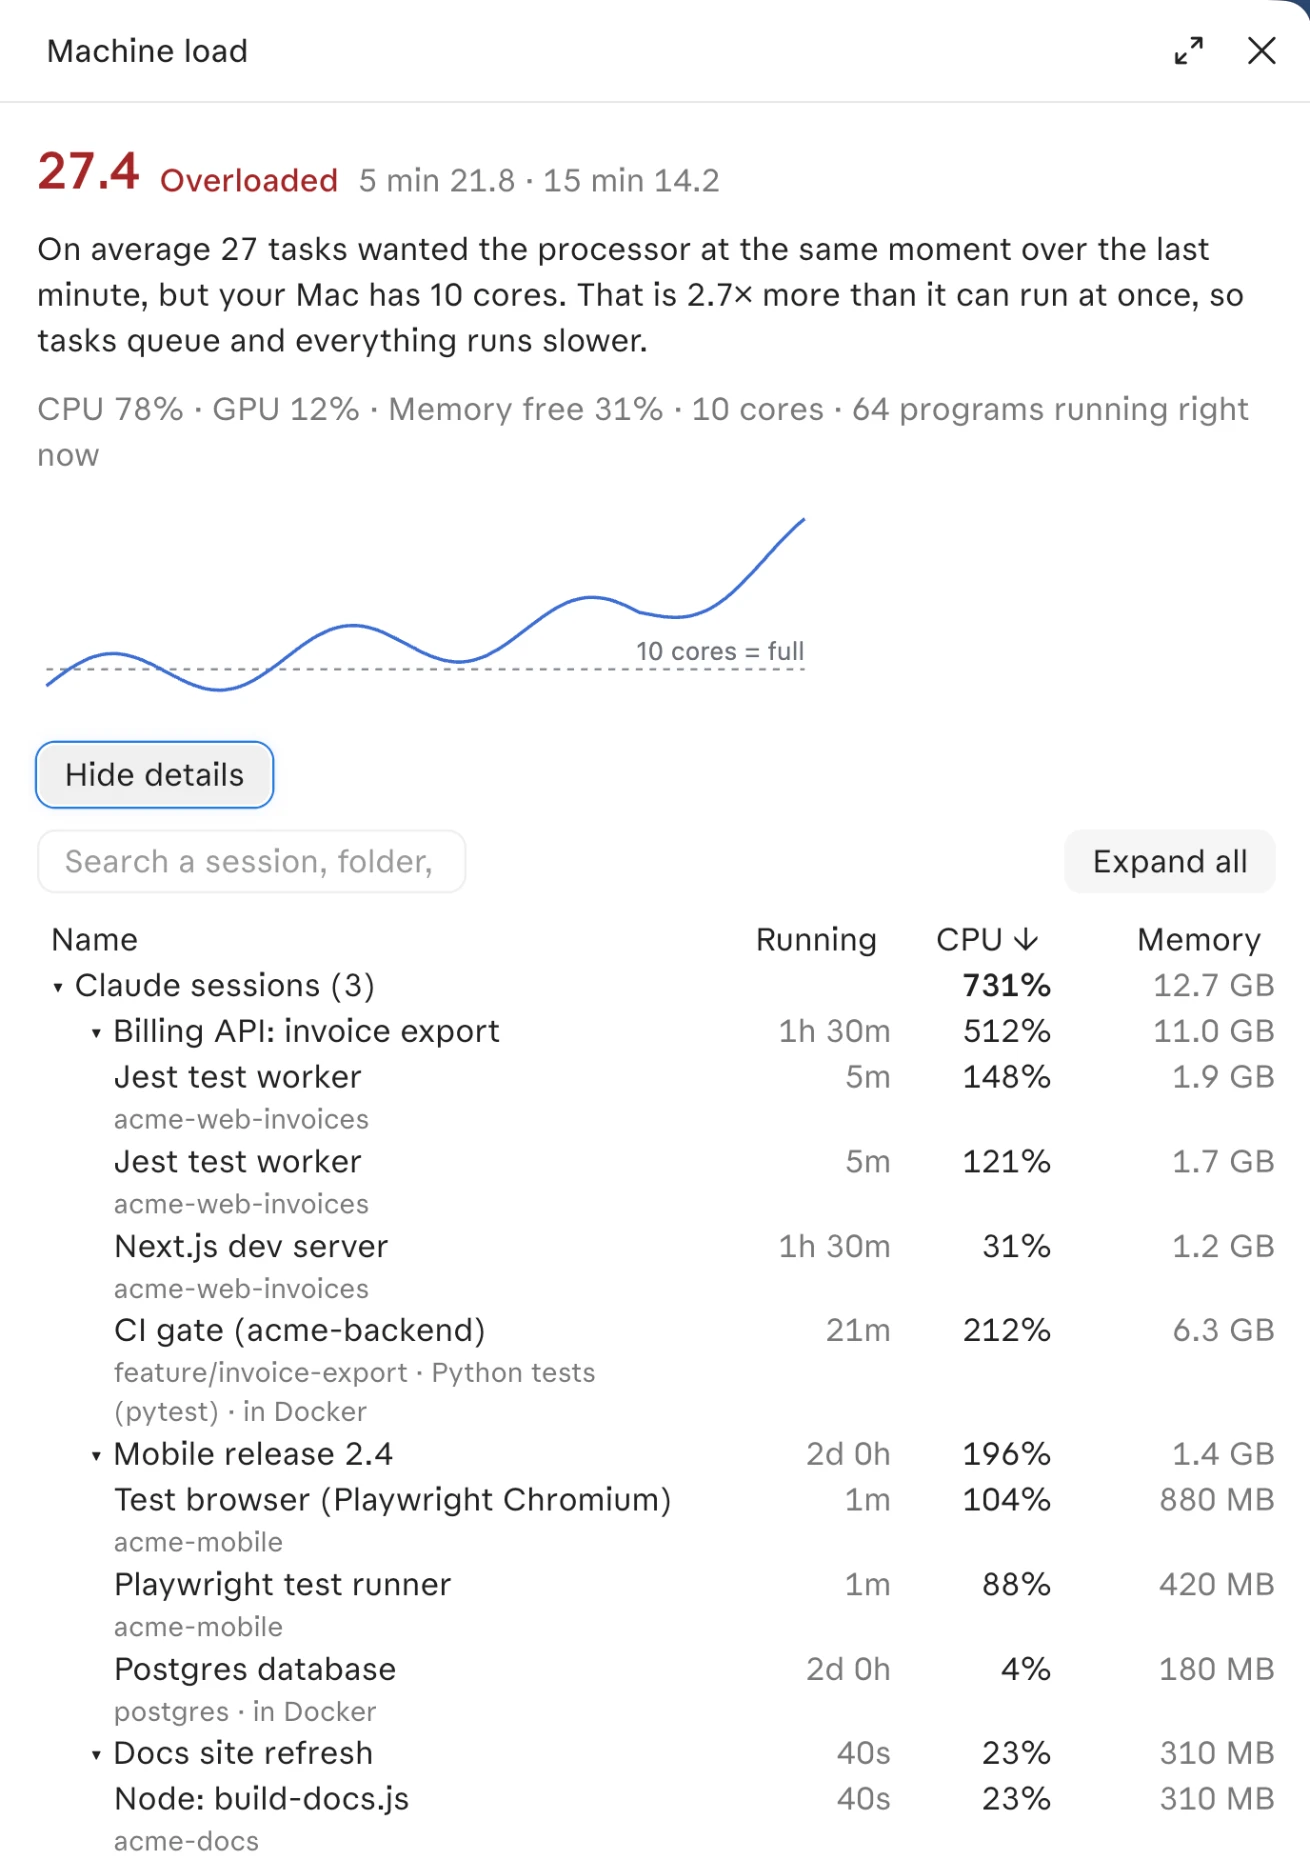 Machine load
27.4 Overloaded 5 min 21.8 · 15 min 14.2
On average 27 tasks wanted the processor at the same moment over the last
minute, but your Mac has 10 cores. That is 2.7× more than it can run at once, so
tasks queue and everything runs slower.
CPU 78% · GPU 12% · Memory free 31% · 10 cores · 64 programs running right
now
10 cores = full
Hide details
Search a session, folder,
Expand all
Name Running CPU ↓ Memory
▾ Claude sessions (3) 731% 12.7 GB
▾ Billing API: invoice export 1h 30m 512% 11.0 GB
Jest test worker 5m 148% 1.9 GB
acme-web-invoices
Jest test worker 5m 121% 1.7 GB
acme-web-invoices
Next.js dev server 1h 30m 31% 1.2 GB
acme-web-invoices
CI gate (acme-backend) 21m 212% 6.3 GB
feature/invoice-export · Python tests
(pytest) · in Docker
▾ Mobile release 2.4 2d 0h 196% 1.4 GB
Test browser (Playwright Chromium) 1m 104% 880 MB
acme-mobile
Playwright test runner 1m 88% 420 MB
acme-mobile
Postgres database 2d 0h 4% 180 MB
postgres · in Docker
▾ Docs site refresh 40s 23% 310 MB
Node: build-docs.js 40s 23% 310 MB
acme-docs